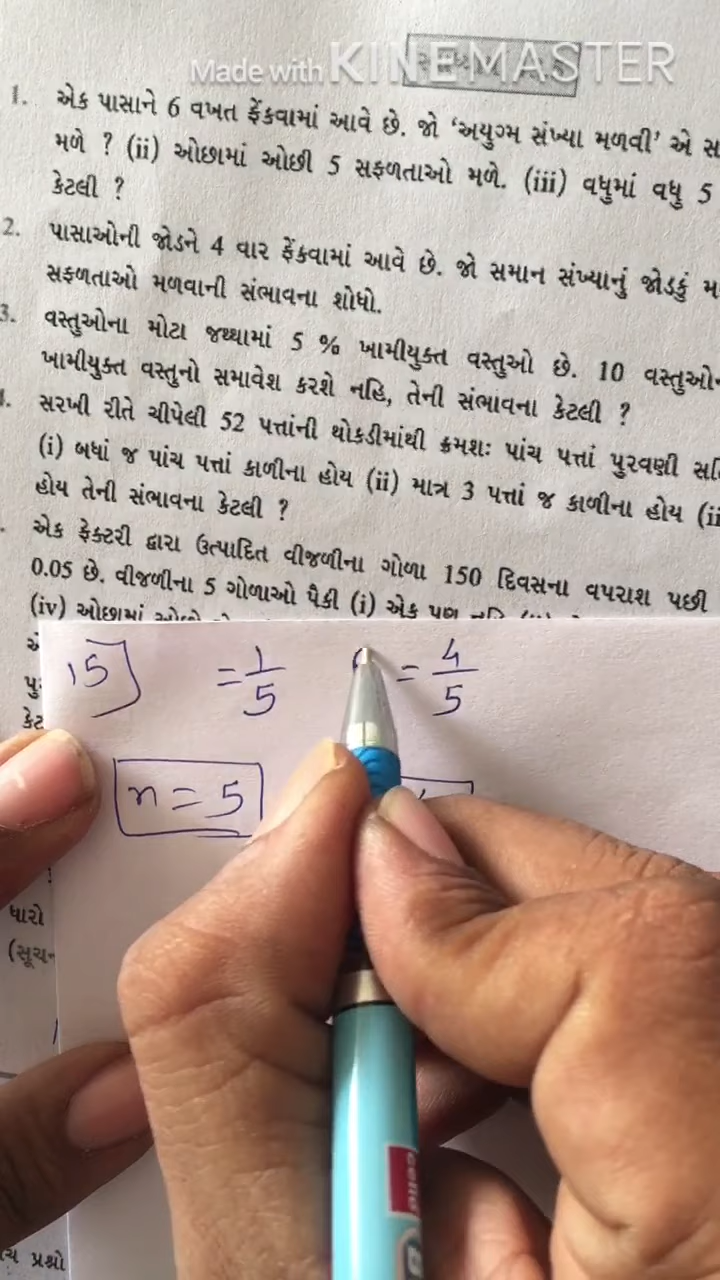 Made with KINEMASTER
1. એક પાસાને 6 વખત ફેંકવામાં આવે છે. જો ‘અયુગ્મ સંખ્યા મળવી’ એ
મળે ? (ii) ઓછામાં ઓછી 5 સફળતાઓ મળે. (iii) વધુમાં વધુ 5
કેટલી ?
2. પાસાઓની જોડને 4 વાર ફેંકવામાં આવે છે. જો સમાન સંખ્યાનું જોડકું
સફળતાઓ મળવાની સંભાવના શોધો.
3. વસ્તુઓના મોટા જથ્થામાં 5 % ખામીયુક્ત વસ્તુઓ છે. 10
ખામીયુક્ત વસ્તુનો સમાવેશ કરશે નહિ, તેની સંભાવના કેટલી ?
સરખી રીતે ચીપેલી 52 પત્તાંની થોકડીમાંથી ક્રમશઃ પાંચ પત્તાં પુરવણી
(i) બધાં જ પાંચ પત્તાં કાળીના હોય (ii) માત્ર 3 પત્તાં જ કાળીના હોય
હોય તેની સંભાવના કેટલી ?
એક ફેક્ટરી દ્વારા ઉત્પાદિત વીજળીના ગોળા 150 દિવસના વપરાશ પછી
0.05 છે. વીજળીના 5 ગોળાઓ પૈકી (i) એક પણ
(iv) ઓછામાં
15] = 1/5 = 4/5
n = 5
ધારો
પ્રશ્નો
cello